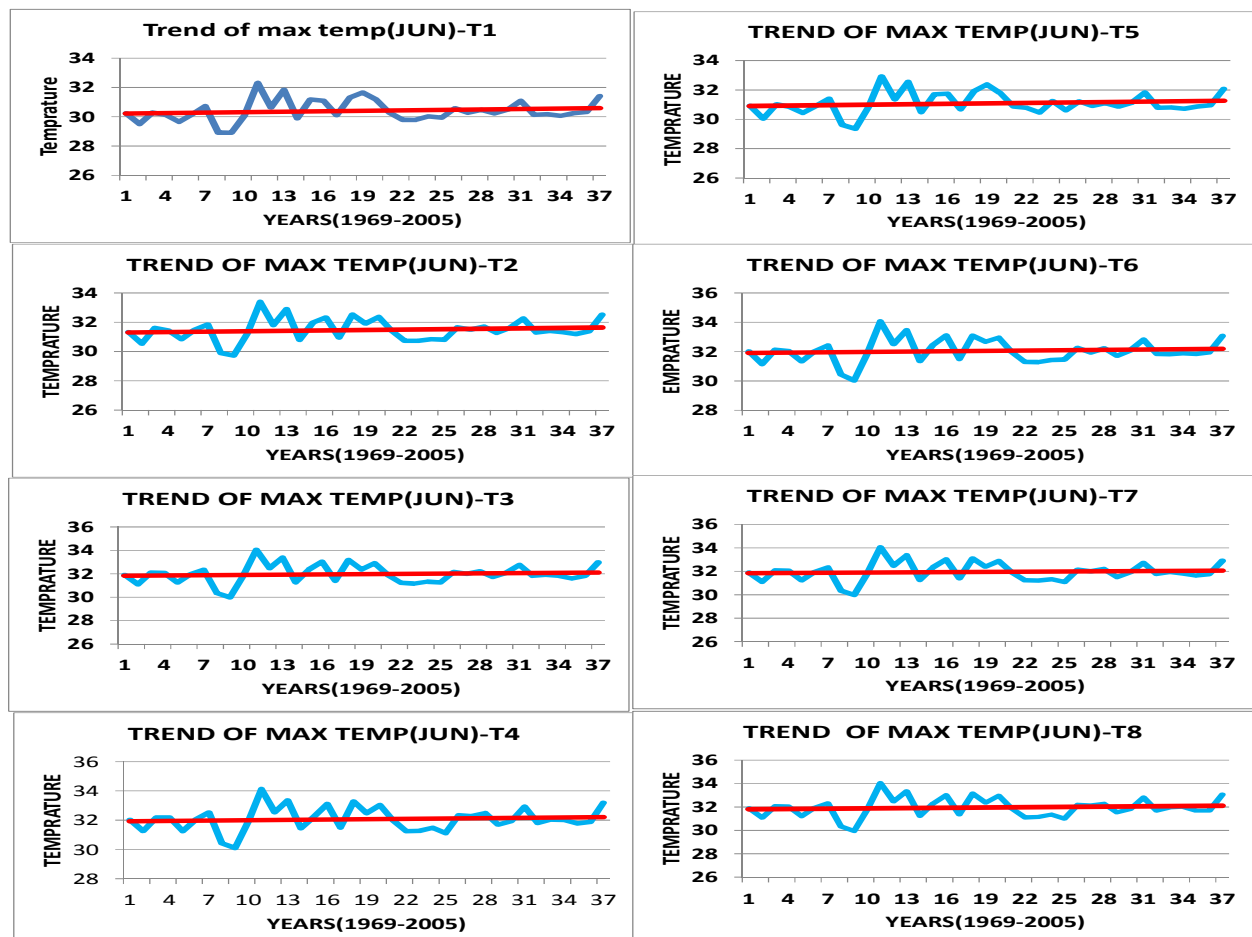 Trend of max temp(JUN)-T1
Temprature
34
32
30
28
26
1 4 7 10 13 16 19 22 25 28 31 34 37
YEARS(1969-2005)
TREND OF MAX TEMP(JUN)-T2
TEMPRATURE
34
32
30
28
26
1 4 7 10 13 16 19 22 25 28 31 34 37
YEARS(1969-2005)
TREND OF MAX TEMP(JUN)-T3
TEMPRATURE
36
34
32
30
28
26
1 4 7 10 13 16 19 22 25 28 31 34 37
YEARS(1969-2005)
TREND OF MAX TEMP(JUN)-T4
TEMPRATURE
36
34
32
30
28
1 4 7 10 13 16 19 22 25 28 31 34 37
YEARS(1969-2005)
TREND OF MAX TEMP(JUN)-T5
TEMPRATURE
34
32
30
28
26
1 4 7 10 13 16 19 22 25 28 31 34 37
YEARS(1969-2005)
TREND OF MAX TEMP(JUN)-T6
EMPRATURE
36
34
32
30
28
1 4 7 10 13 16 19 22 25 28 31 34 37
YEARS(1969-2005)
TREND OF MAX TEMP(JUN)-T7
TEMPRATURE
36
34
32
30
28
26
1 4 7 10 13 16 19 22 25 28 31 34 37
YEARS(1969-2005)
TREND OF MAX TEMP(JUN)-T8
TEMPRATURE
36
34
32
30
28
26
1 4 7 10 13 16 19 22 25 28 31 34 37
YEARS(1969-2005)